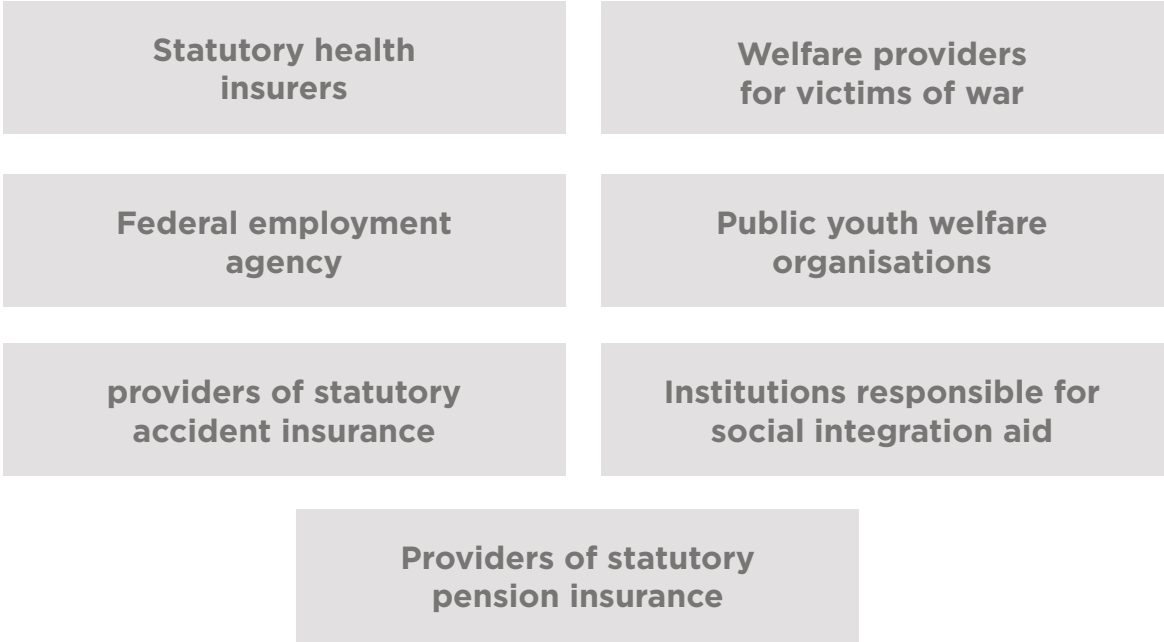 Statutory health
insurers
Welfare providers
for victims of war
Federal employment
agency
Public youth welfare
organisations
providers of statutory
accident insurance
Institutions responsible for
social integration aid
Providers of statutory
pension insurance